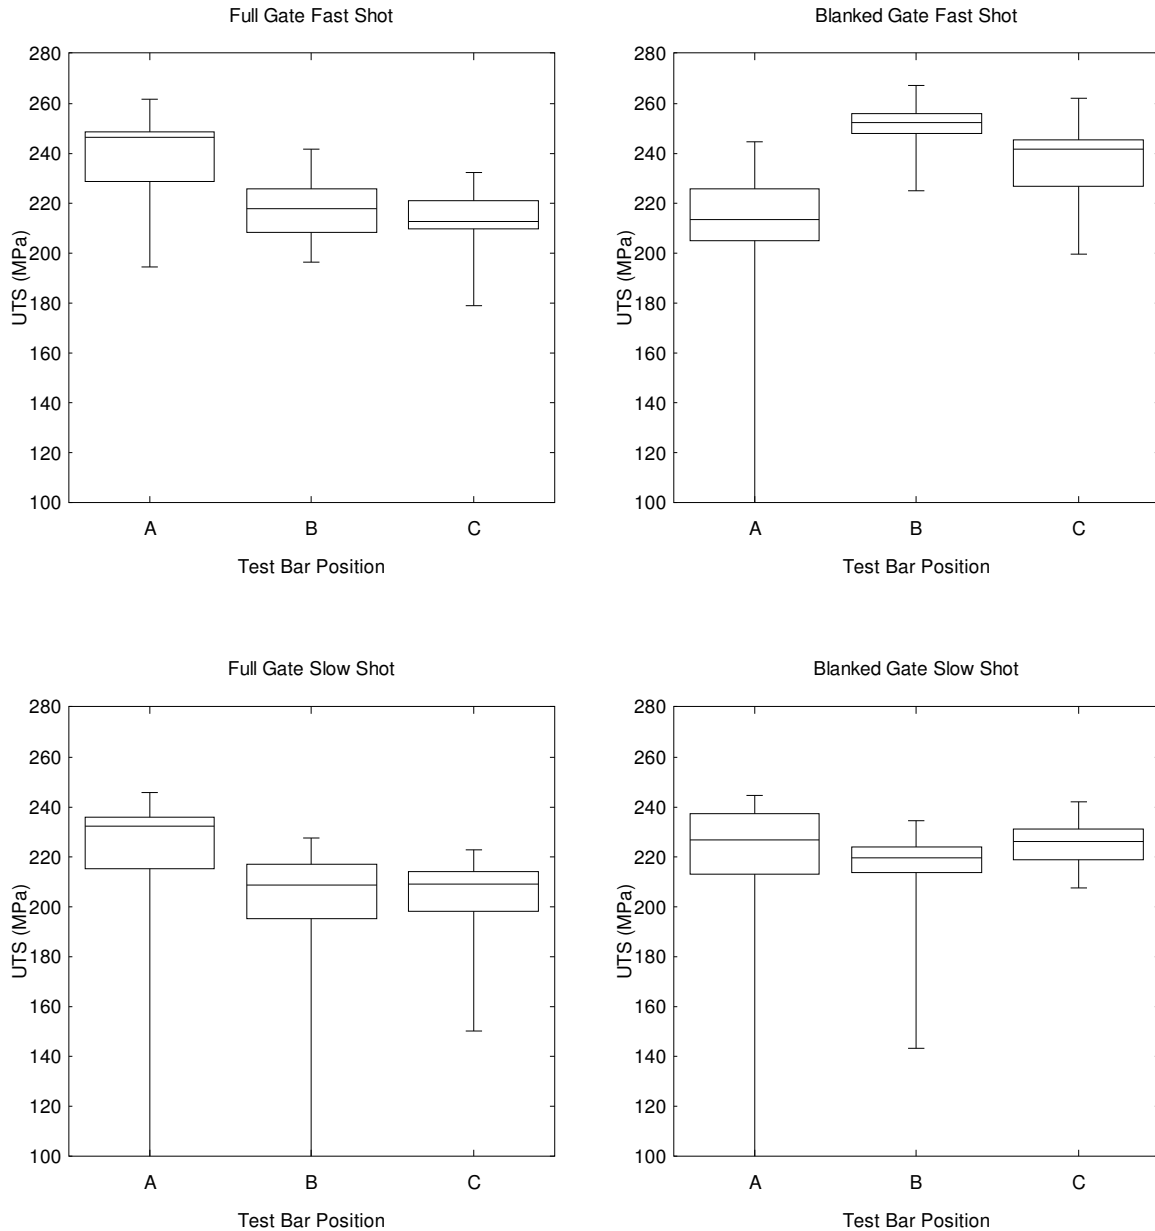 Full Gate Fast Shot
280
260
240
220
200
180
160
140
120
100
UTS (MPa)
A B C
Test Bar Position
Blanked Gate Fast Shot
280
260
240
220
200
180
160
140
120
100
UTS (MPa)
A B C
Test Bar Position
Full Gate Slow Shot
280
260
240
220
200
180
160
140
120
100
UTS (MPa)
A B C
Test Bar Position
Blanked Gate Slow Shot
280
260
240
220
200
180
160
140
120
100
UTS (MPa)
A B C
Test Bar Position